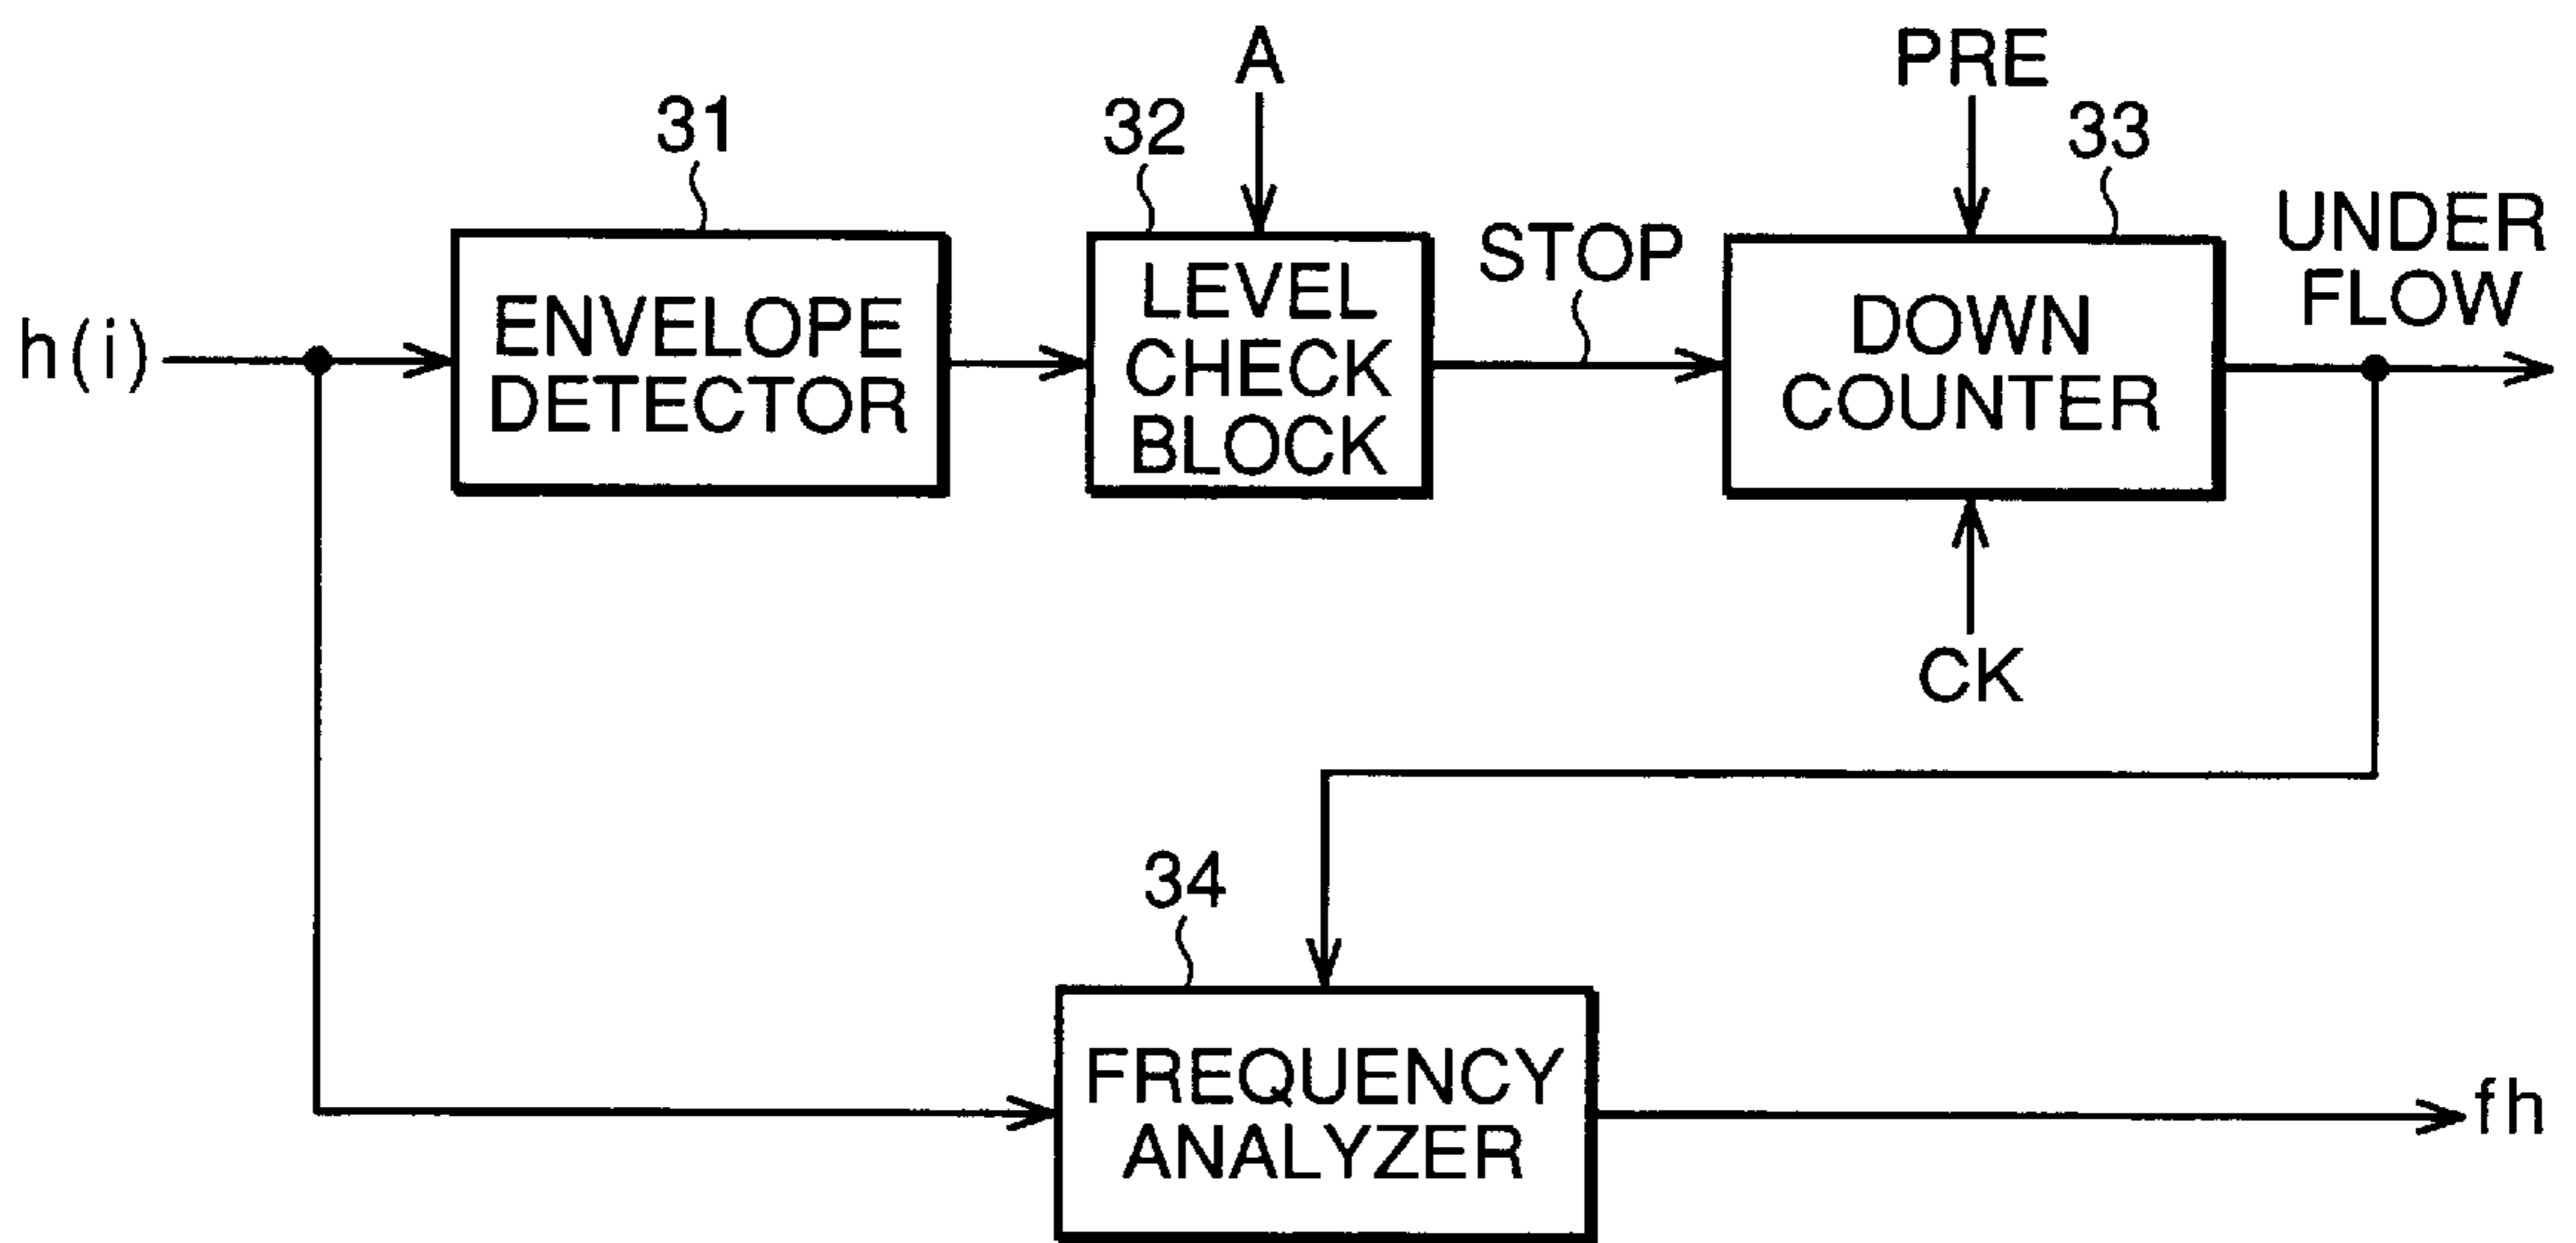 A
PRE
31
32
33
UNDER
FLOW
STOP
h(i)
ENVELOPE
DETECTOR
LEVEL
CHECK
BLOCK
DOWN
COUNTER
CK
34
FREQUENCY
ANALYZER
fh